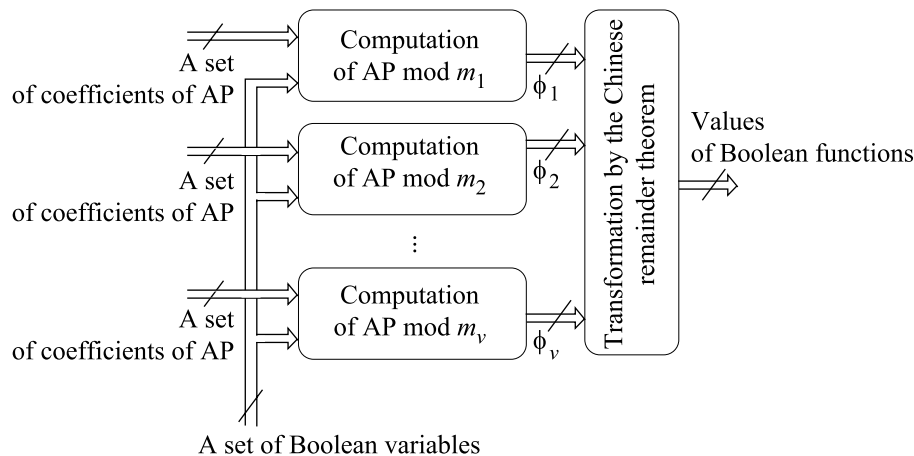 A set
of coefficients of AP
Computation
of AP mod m₁
ϕ₁
A set
of coefficients of AP
Computation
of AP mod m₂
ϕ₂
...
A set
of coefficients of AP
Computation
of AP mod mᵥ
ϕᵥ
Transformation by the Chinese
remainder theorem
Values
of Boolean functions
A set of Boolean variables